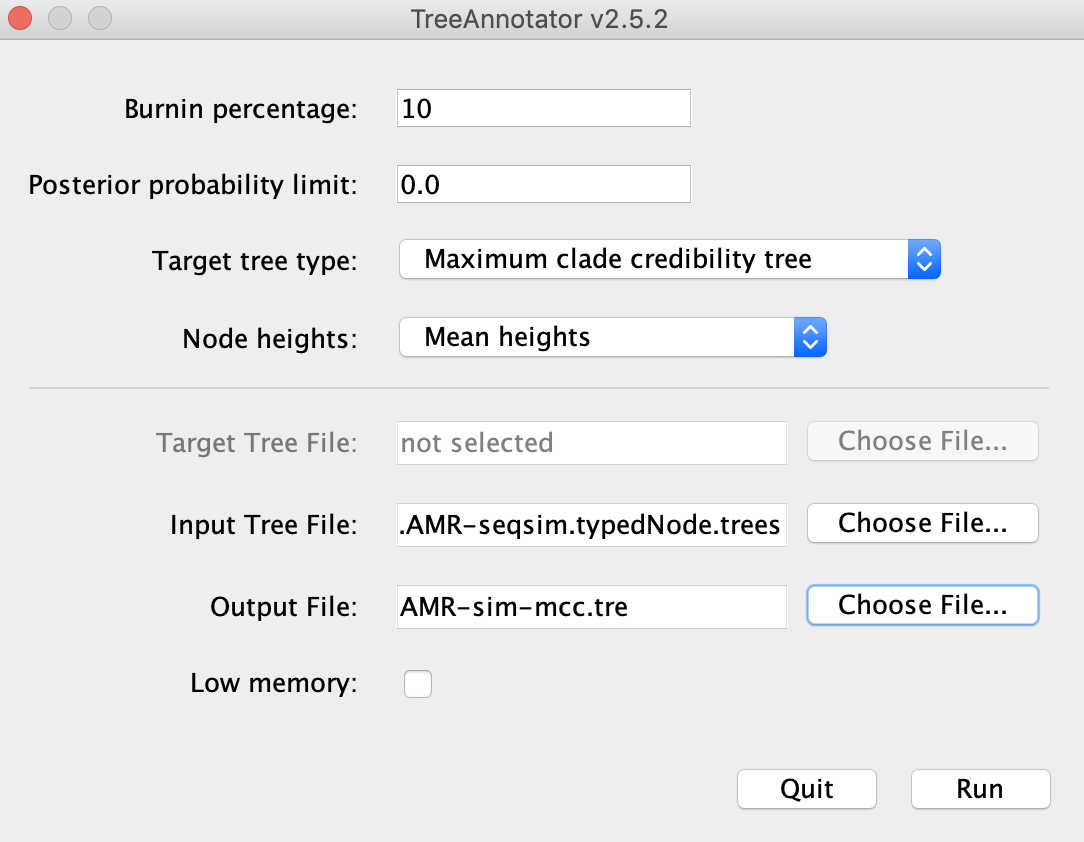 TreeAnnotator v2.5.2
Burnin percentage: 10
Posterior probability limit: 0.0
Target tree type: Maximum clade credibility tree
Node heights: Mean heights
Target Tree File: not selected Choose File...
Input Tree File: .AMR-seqsim.typedNode.trees Choose File...
Output File: AMR-sim-mcc.tre Choose File...
Low memory:
Quit Run